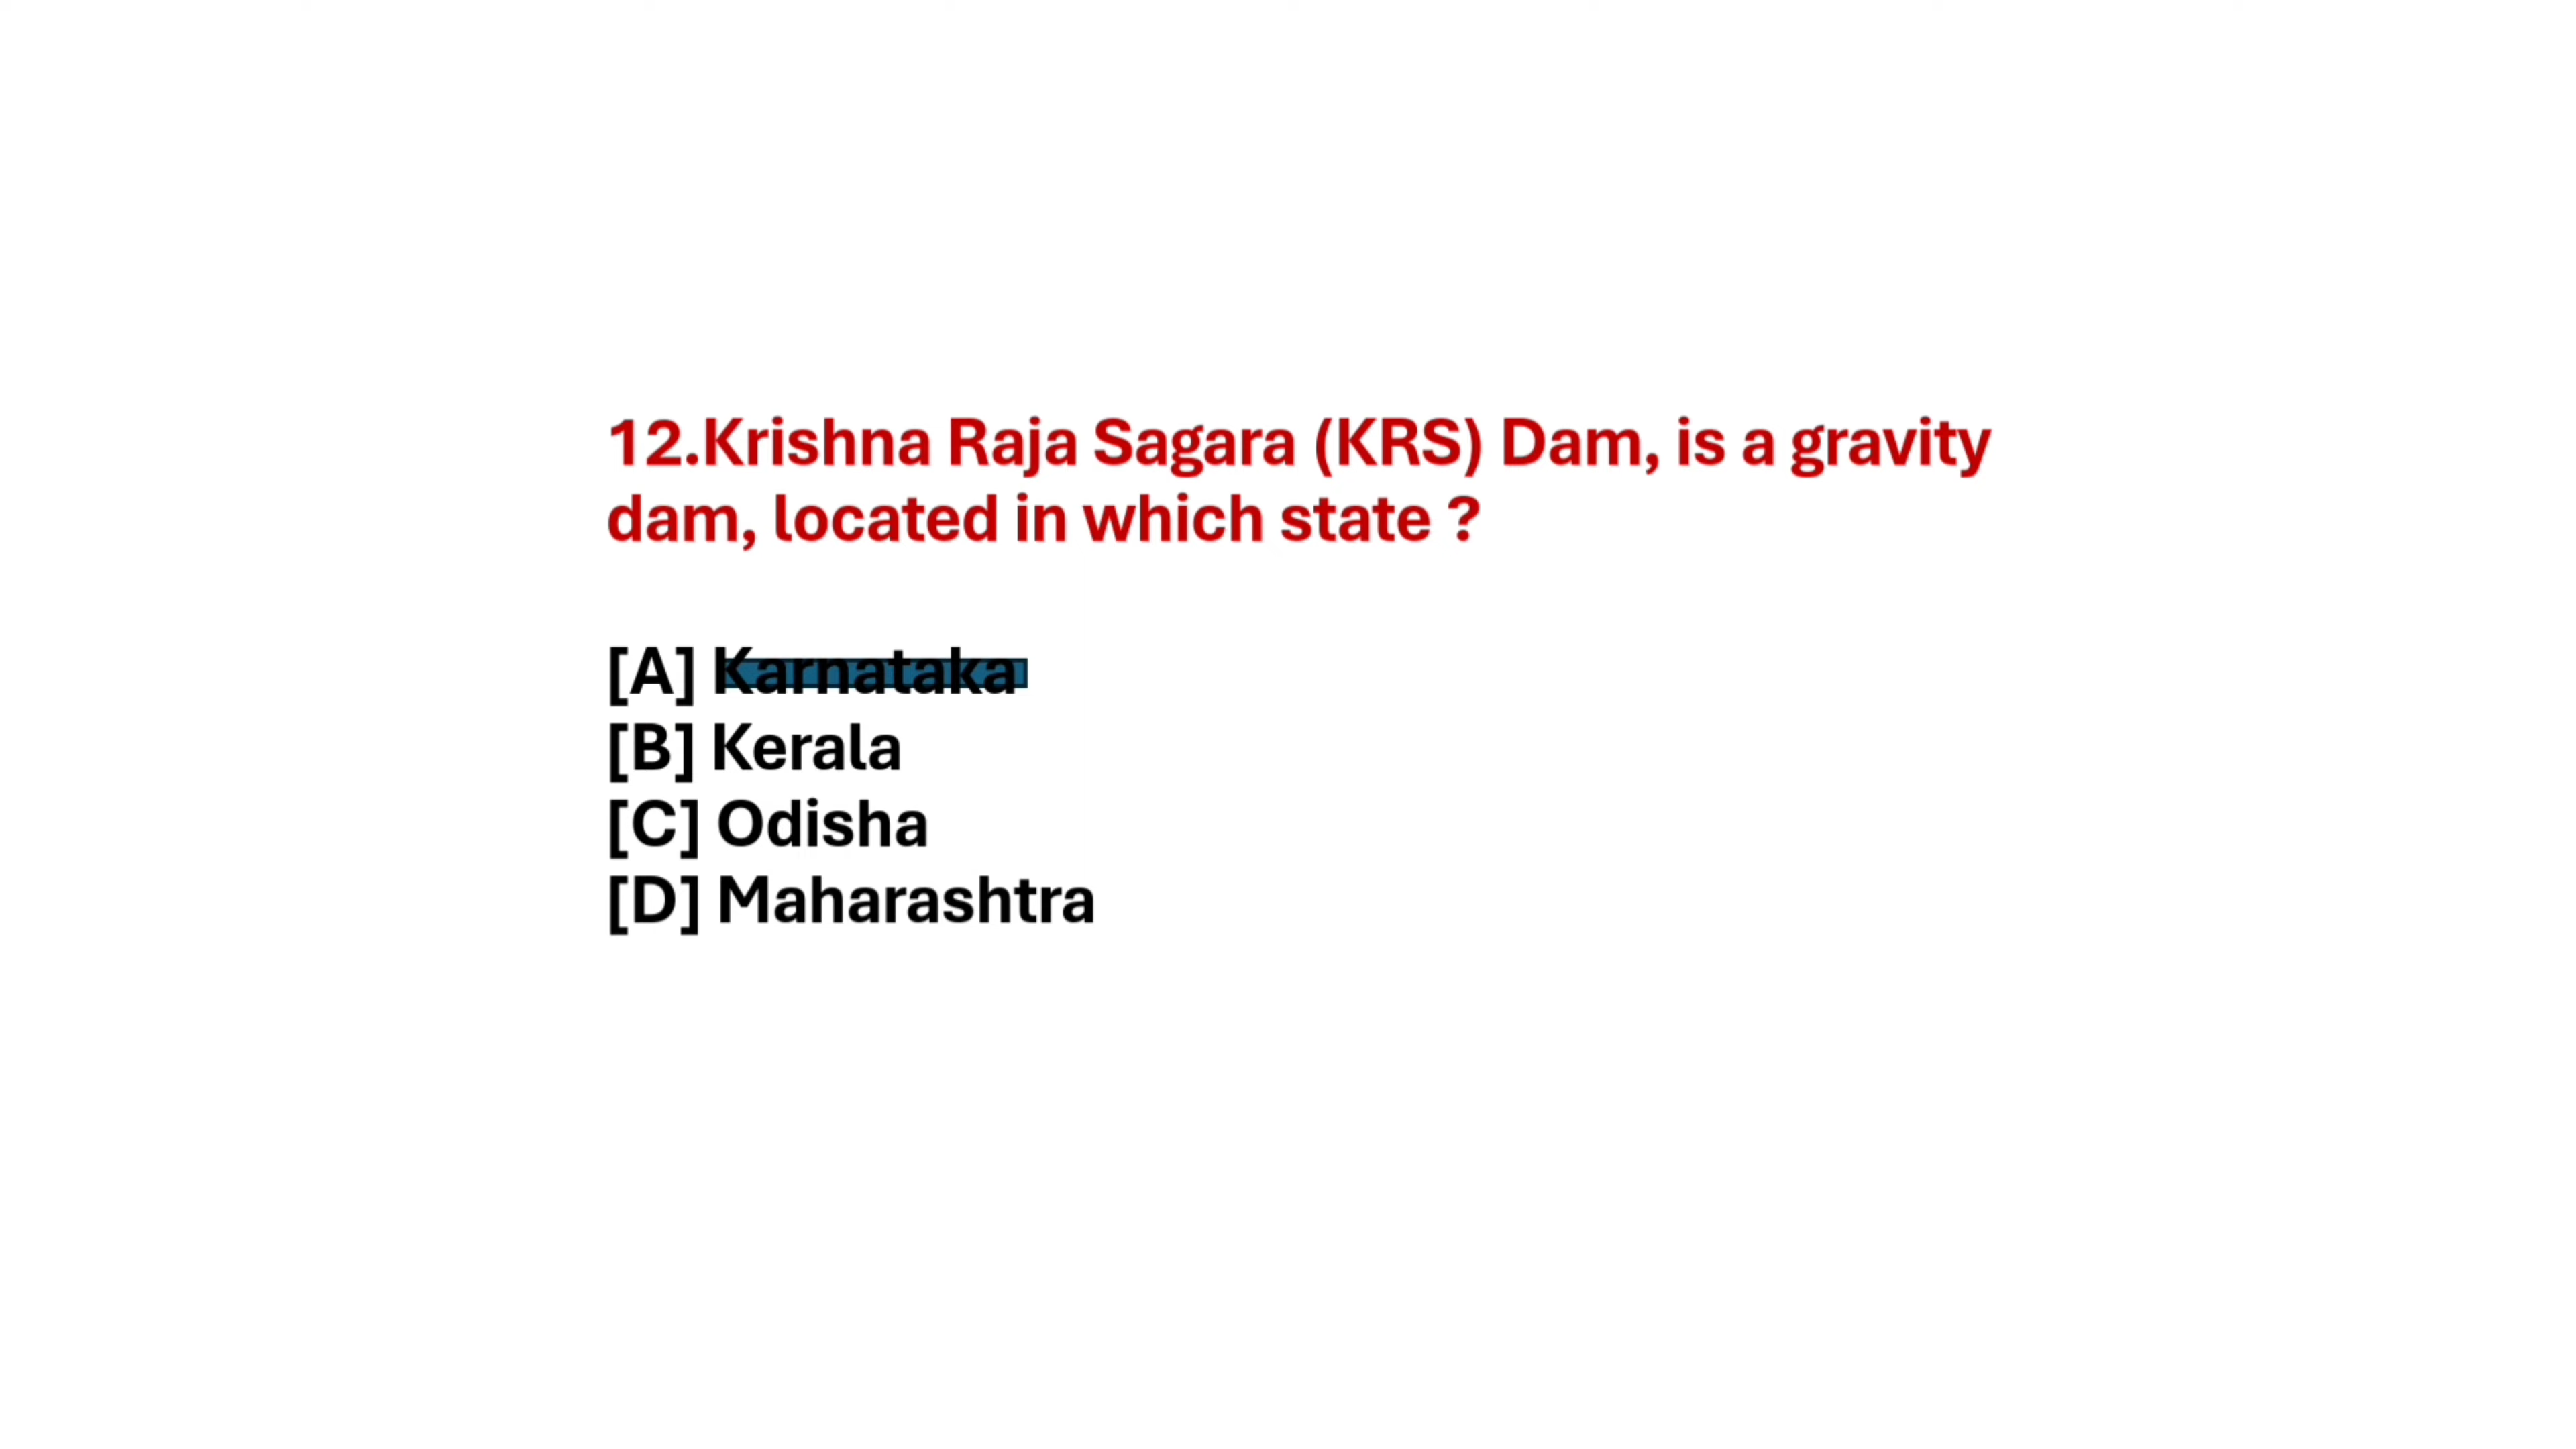 12.Krishna Raja Sagara (KRS) Dam, is a gravity
dam, located in which state ?
[A] Karnataka
[B] Kerala
[C] Odisha
[D] Maharashtra